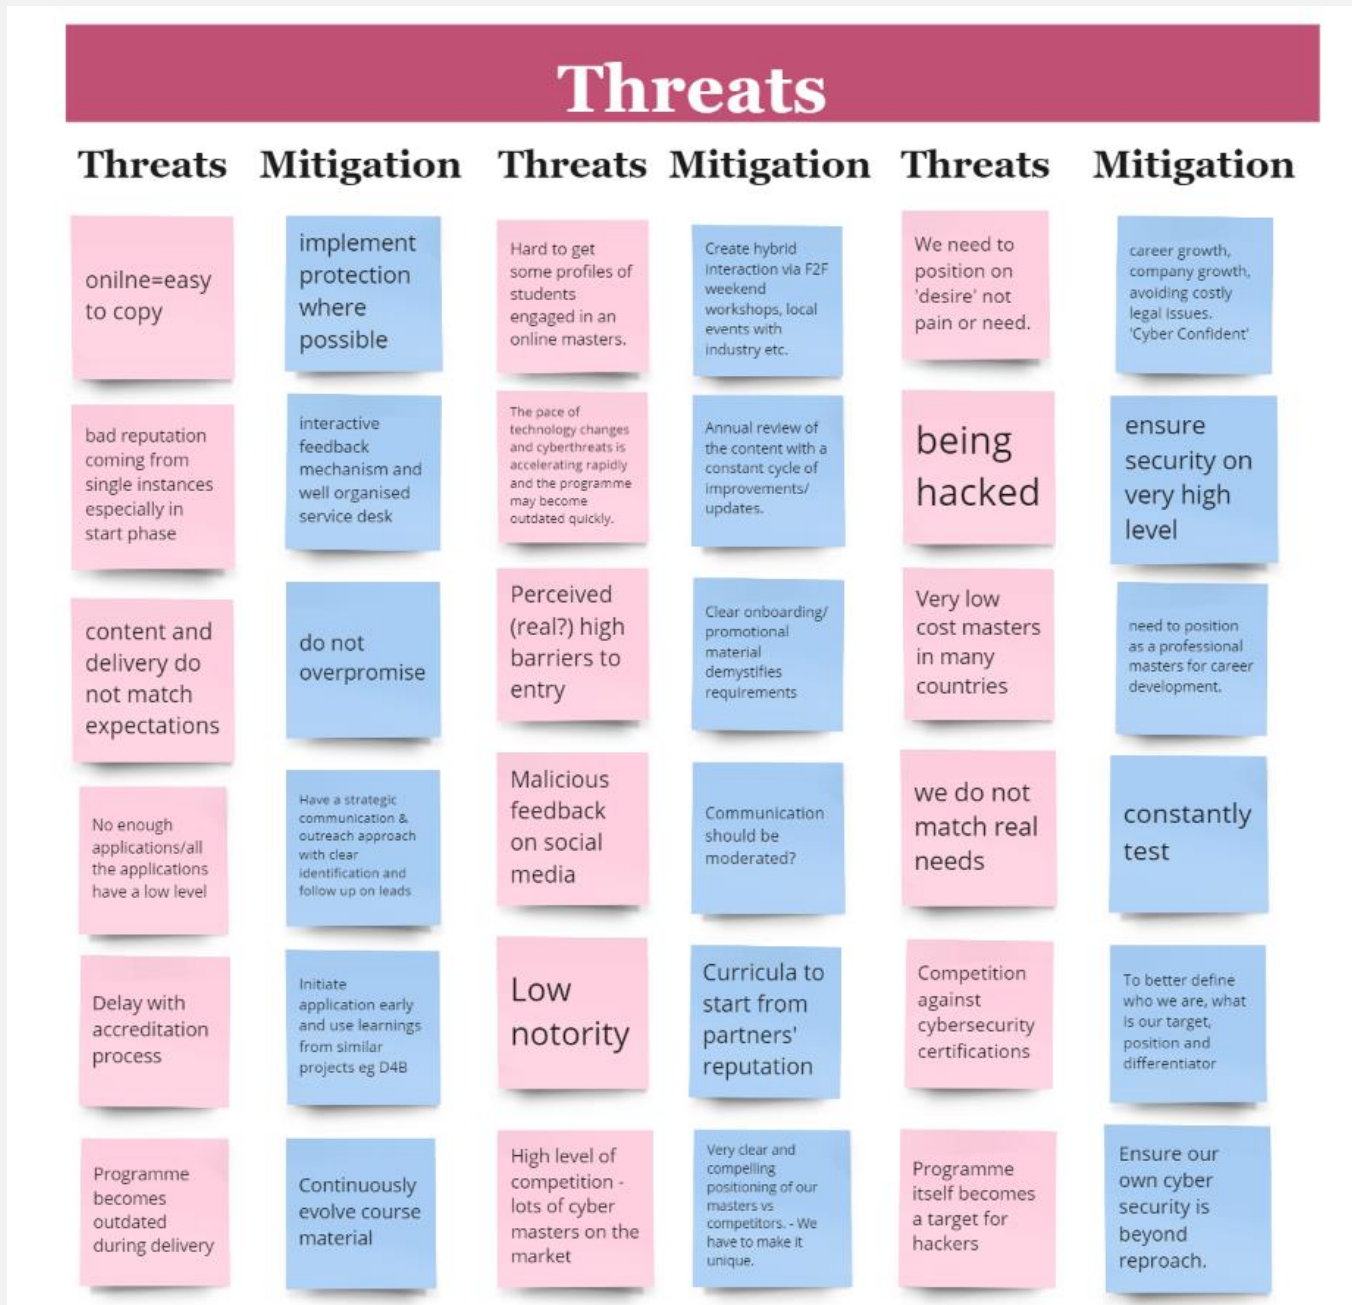 Threats
Threats
Mitigation
Threats
Mitigation
Threats
Mitigation
onilne=easy
to copy
implement
protection
where
possible
Hard to get
some profiles of
students
engaged in an
online masters.
Create hybrid
interaction via F2F
weekend
workshops, local
events with
industry etc.
We need to
position on
'desire' not
pain or need.
career growth,
company growth,
avoiding costly
legal issues.
'Cyber Confident'
bad reputation
coming from
single instances
especially in
start phase
interactive
feedback
mechanism and
well organised
service desk
The pace of
technology changes
and cyberthreats is
accelerating rapidly
and the programme
may become
outdated quickly.
Annual review of
the content with a
constant cycle of
improvements/
updates.
being
hacked
ensure
security on
very high
level
content and
delivery do
not match
expectations
do not
overpromise
Perceived
(real?) high
barriers to
entry
Clear onboarding/
promotional
material
demystifies
requirements
Very low
cost masters
in many
countries
need to position
as a professional
masters for career
development.
No enough
applications/all
the applications
have a low level
Have a strategic
communication &
outreach approach
with clear
identification and
follow up on leads
Malicious
feedback
on social
media
Communication
should be
moderated?
we do not
match real
needs
constantly
test
Delay with
accreditation
process
Initiate
application early
and use learnings
from similar
projects eg D4B
Low
notority
Curricula to
start from
partners'
reputation
Competition
against
cybersecurity
certifications
To better define
who we are, what
is our target,
position and
differentiator
Programme
becomes
outdated
during delivery
Continuously
evolve course
material
High level of
competition -
lots of cyber
masters on the
market
Very clear and
compelling
positioning of our
masters vs
competitors. - We
have to make it
unique.
Programme
itself becomes
a target for
hackers
Ensure our
own cyber
security is
beyond
reproach.